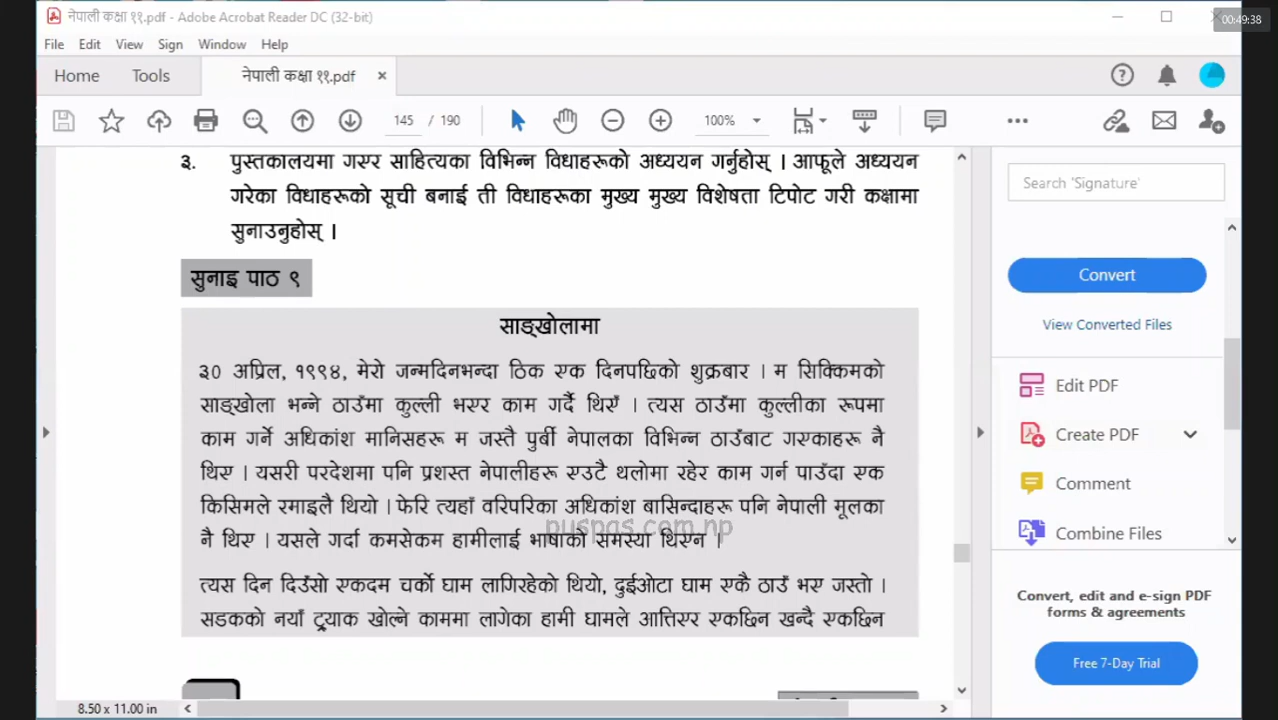 नेपाली कक्षा ११.pdf - Adobe Acrobat Reader DC (32-bit)
00:49:38
File Edit View Sign Window Help
Home Tools नेपाली कक्षा ११.pdf ×
145 / 190 100%
३. पुस्तकालयमा गएर साहित्यका विभिन्न विधाहरूको अध्ययन गर्नुहोस् । आफूले अध्ययन
गरेका विधाहरूको सूची बनाई ती विधाहरूका मुख्य मुख्य विशेषता टिपोट गरी कक्षामा
सुनाउनुहोस् ।
सुनाइ पाठ ९
साङ्खोलामा
३० अप्रिल, १९९४, मेरो जन्मदिनभन्दा ठिक एक दिनपछिको शुक्रबार । म सिक्किमको
साङ्खोला भन्ने ठाउँमा कुल्ली भएर काम गर्दै थिएँ । त्यस ठाउँमा कुल्लीका रूपमा
काम गर्ने अधिकांश मानिसहरू म जस्तै पुर्बी नेपालका विभिन्न ठाउँबाट गएकाहरू नै
थिए । यसरी परदेशमा पनि प्रशस्त नेपालीहरू एउटै थलोमा रहेर काम गर्न पाउँदा एक
किसिमले रमाइलै थियो । फेरि त्यहाँ वरिपरिका अधिकांश बासिन्दाहरू पनि नेपाली मूलका
puspas.com.np
नै थिए । यसले गर्दा कमसेकम हामीलाई भाषाको समस्या थिएन ।
त्यस दिन दिउँसो एकदम चर्को घाम लागिरहेको थियो, दुईओटा घाम एकै ठाउँ भए जस्तो ।
सडकको नयाँ ट्र्याक खोल्ने काममा लागेका हामी घामले आत्तिएर एकछिन खन्दै एकछिन
8.50 x 11.00 in
Search 'Signature'
Convert
View Converted Files
Edit PDF
Create PDF
Comment
Combine Files
Convert, edit and e-sign PDF
forms & agreements
Free 7-Day Trial